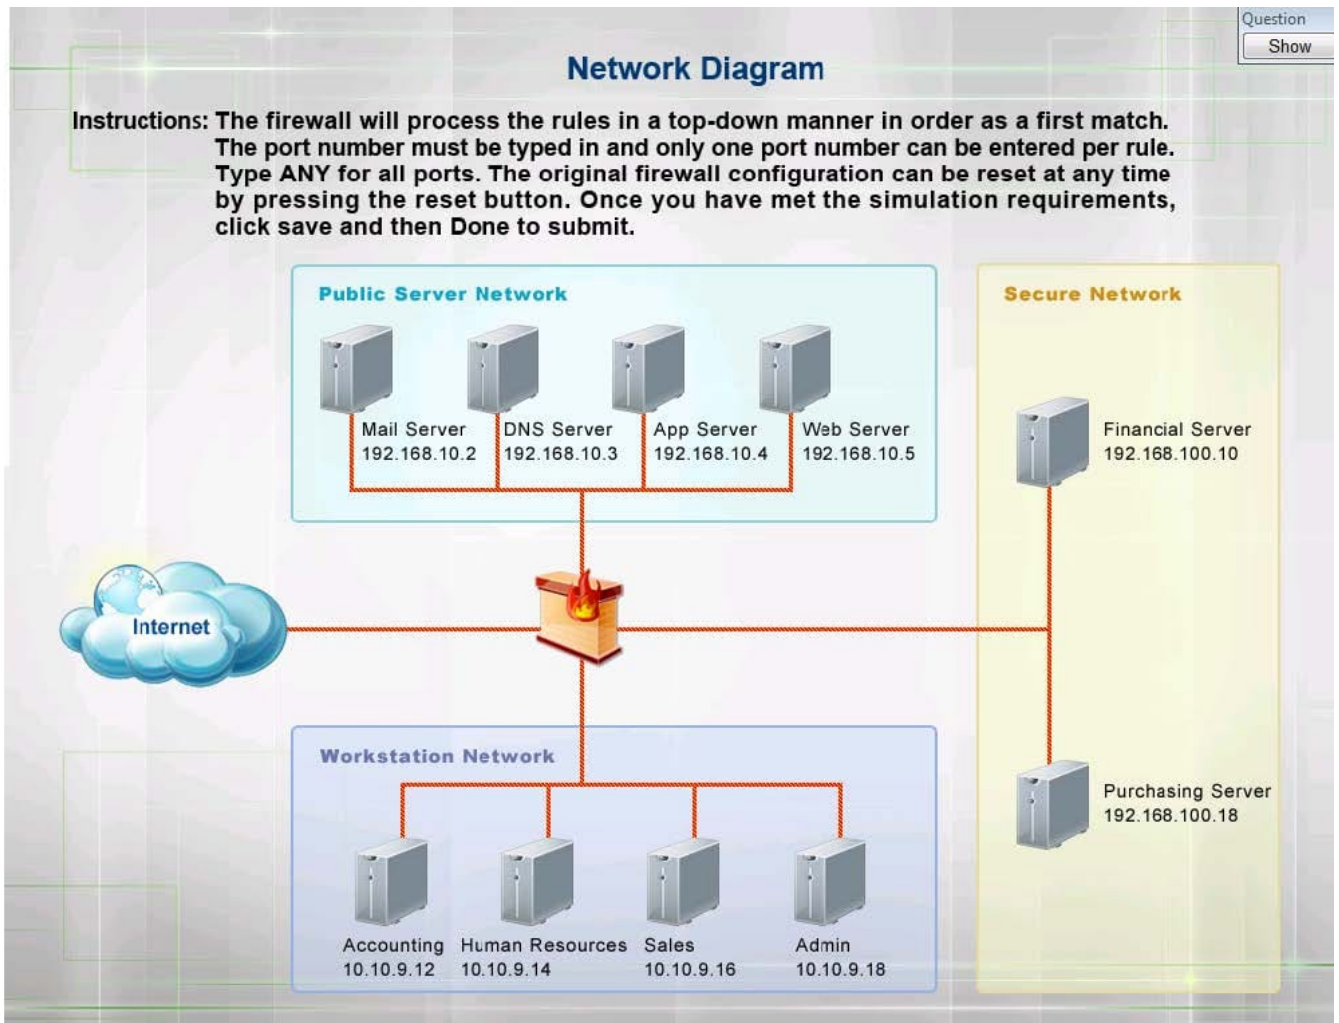 Question
Show
Network Diagram
Instructions: The firewall will process the rules in a top-down manner in order as a first match.
The port number must be typed in and only one port number can be entered per rule.
Type ANY for all ports. The original firewall configuration can be reset at any time
by pressing the reset button. Once you have met the simulation requirements,
click save and then Done to submit.
Public Server Network
Mail Server
192.168.10.2
DNS Server
192.168.10.3
App Server
192.168.10.4
Web Server
192.168.10.5
Secure Network
Financial Server
192.168.100.10
Internet
Purchasing Server
192.168.100.18
Workstation Network
Accounting
10.10.9.12
Human Resources
10.10.9.14
Sales
10.10.9.16
Admin
10.10.9.18